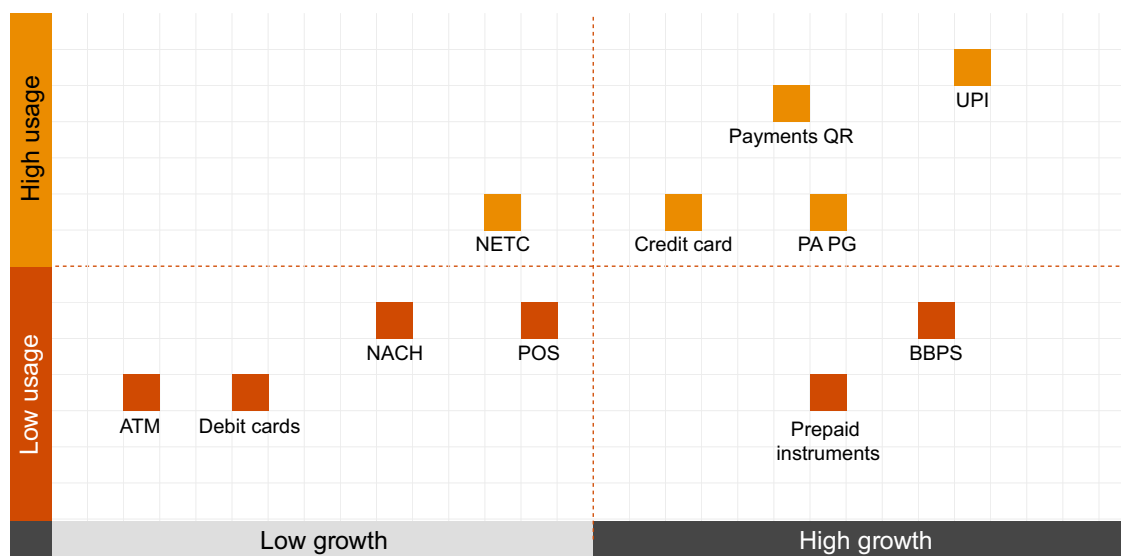 High usage
UPI
Payments QR
NETC
Credit card
PA PG
Low usage
NACH
POS
BBPS
ATM
Debit cards
Prepaid
instruments
Low growth
High growth